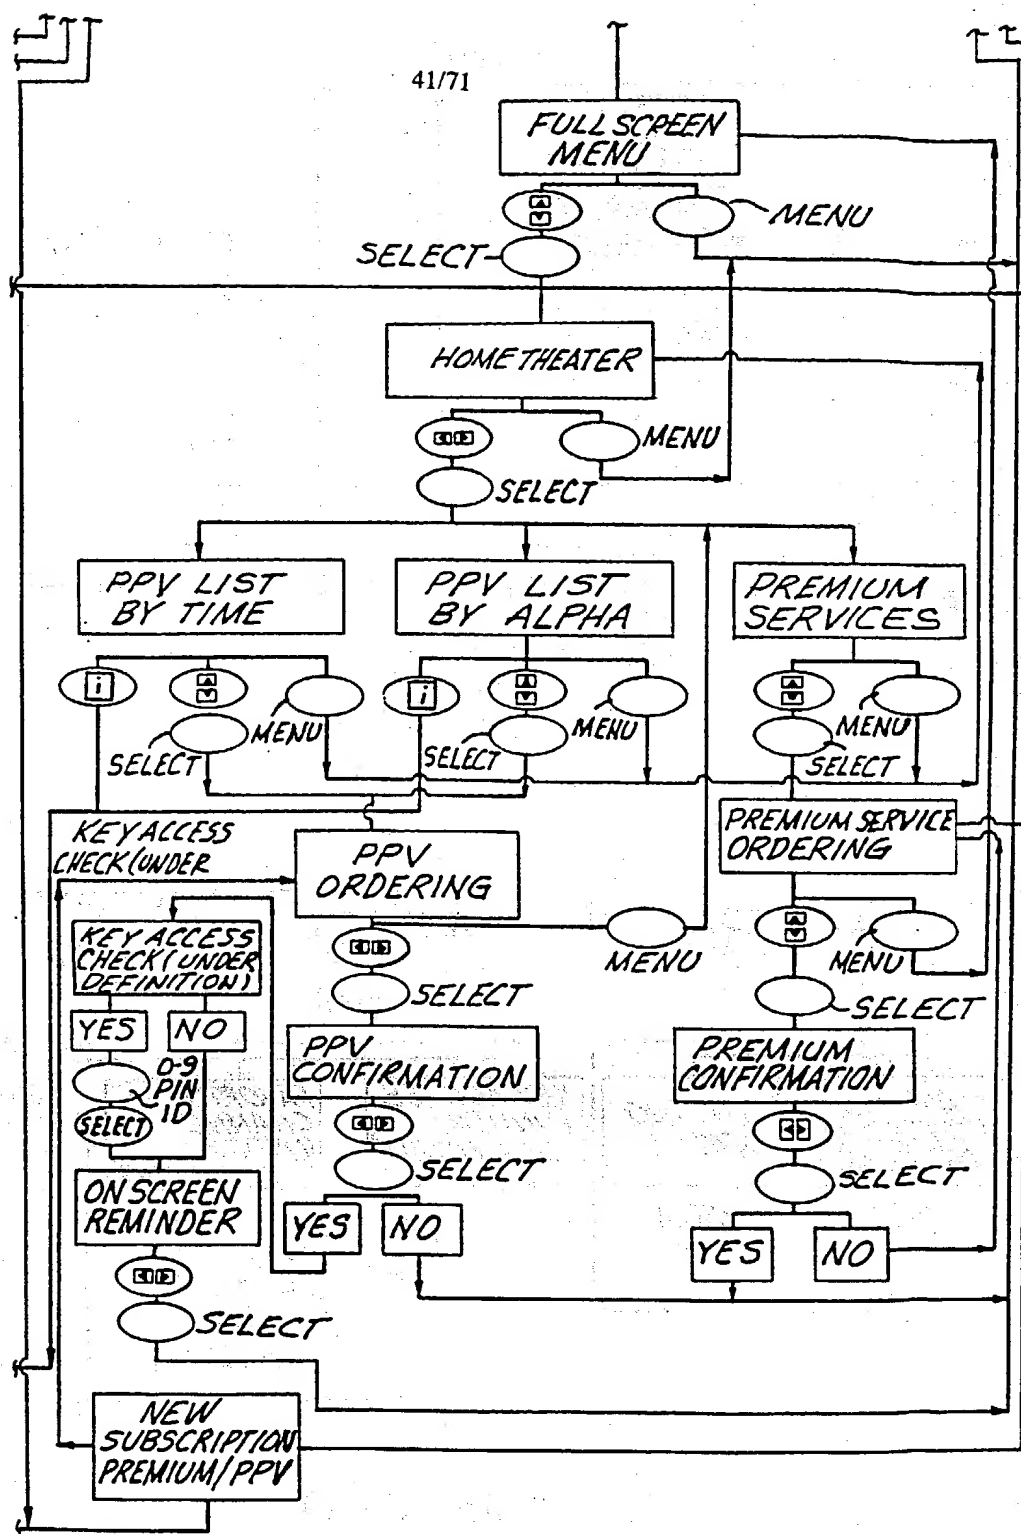 41/71
FULL SCREEN
MENU
MENU
SELECT
HOME THEATER
MENU
SELECT
PPV LIST
BY TIME
PPV LIST
BY ALPHA
PREMIUM
SERVICES
i
i
MENU
SELECT
MENU
SELECT
MENU
SELECT
KEY ACCESS
CHECK (UNDER
PPV
ORDERING
PREMIUM SERVICE
ORDERING
KEY ACCESS
CHECK (UNDER
DEFINITION)
MENU
MENU
SELECT
SELECT
YES
NO
PPV
CONFIRMATION
PREMIUM
CONFIRMATION
0-9
PIN
ID
SELECT
SELECT
SELECT
ON SCREEN
REMINDER
YES
NO
YES
NO
SELECT
NEW
SUBSCRIPTION
PREMIUM/PPV